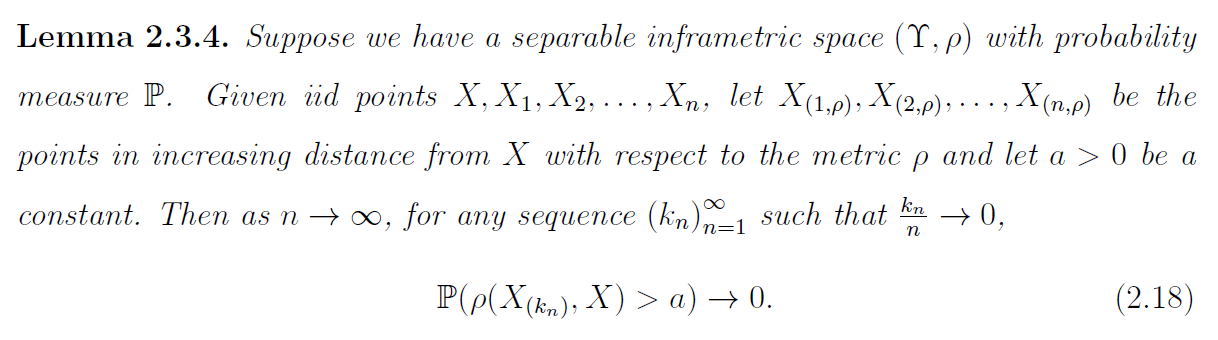 Lemma 2.3.4. Suppose we have a separable inframetric space (ϒ, ρ) with probability
measure ℙ. Given iid points X, X₁, X₂, . . . , Xₙ, let X₍₁,ρ₎, X₍₂,ρ₎, . . . , X₍ₙ,ρ₎ be the
points in increasing distance from X with respect to the metric ρ and let a > 0 be a
constant. Then as n → ∞, for any sequence (kₙ)ₙ₌₁^∞ such that kₙ/n → 0,
ℙ(ρ(X_(kₙ), X) > a) → 0. (2.18)